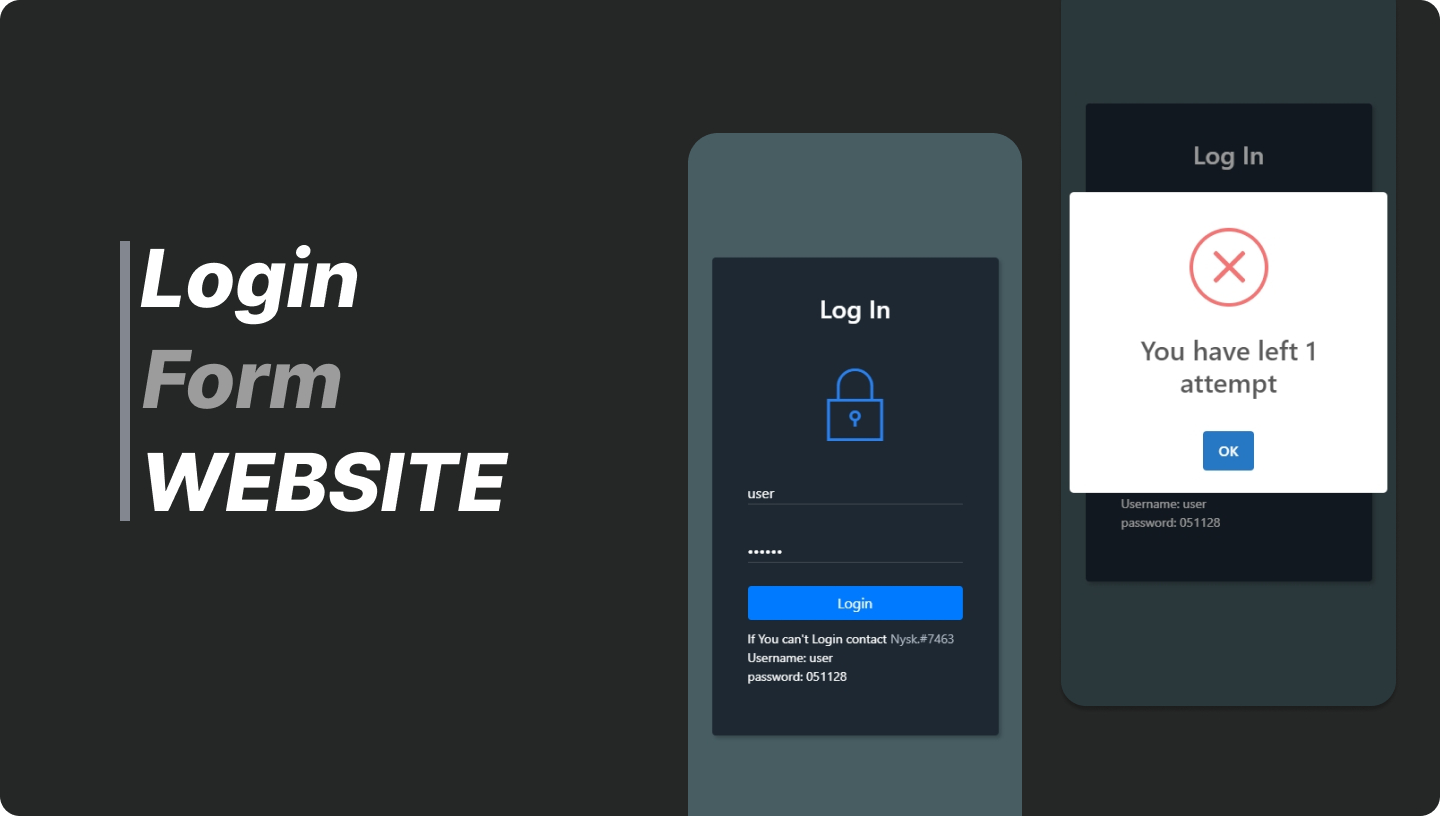 Login
Form
WEBSITE
Log In
user
••••••
Login
If You can't Login contact Nysk.#7463
Username: user
password: 051128
Log In
You have left 1
attempt
OK
Username: user
password: 051128